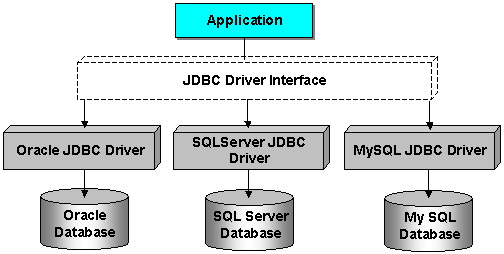 Application
JDBC Driver Interface
Oracle JDBC Driver
SQLServer JDBC
Driver
MySQL JDBC Driver
Oracle
Database
SQL Server
Database
My SQL
Database